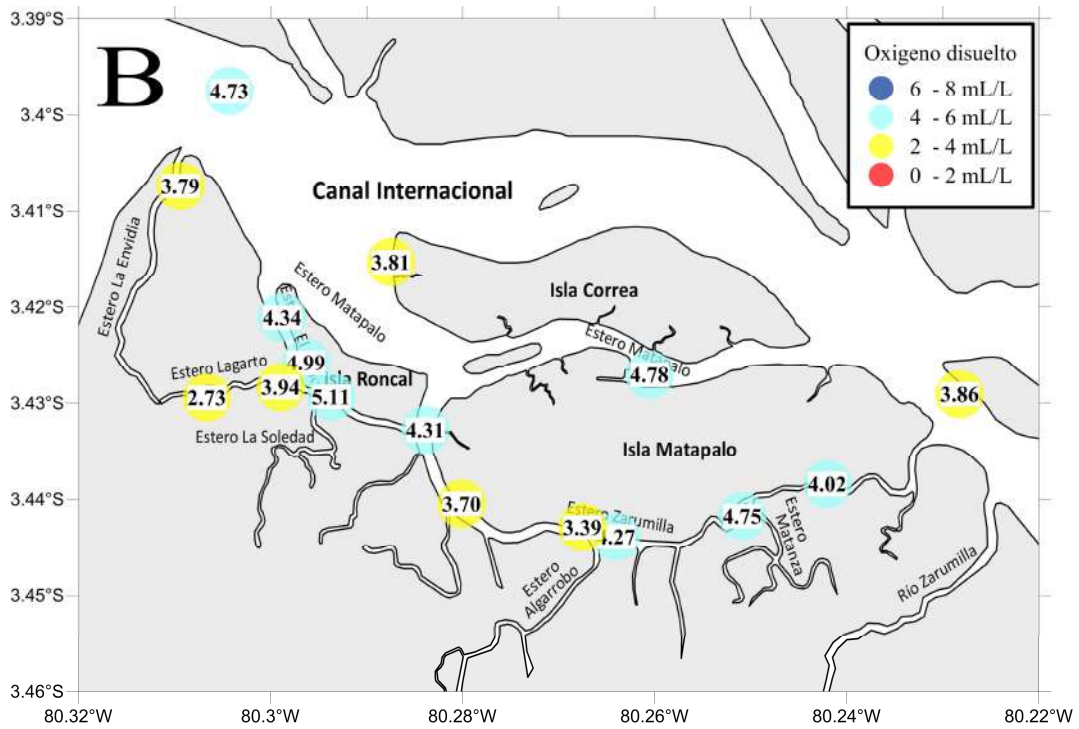 3.39°S
3.4°S
3.41°S
3.42°S
3.43°S
3.44°S
3.45°S
3.46°S
80.32°W
80.3°W
80.28°W
80.26°W
80.24°W
80.22°W
B
Oxigeno disuelto
6 - 8 mL/L
4 - 6 mL/L
2 - 4 mL/L
0 - 2 mL/L
4.73
3.79
Canal Internacional
Estero La Envidia
3.81
Estero Matapalo
Isla Correa
4.34
Estero Matapalo
El
4.99
4.78
Estero Lagarto
Isla Roncal
2.73
3.94
5.11
3.86
Estero La Soledad
4.31
Isla Matapalo
4.02
3.70
Estero Zarumilla
3.39
4.27
4.75
Estero
Matanza
Estero
Algarrobo
Río Zarumilla